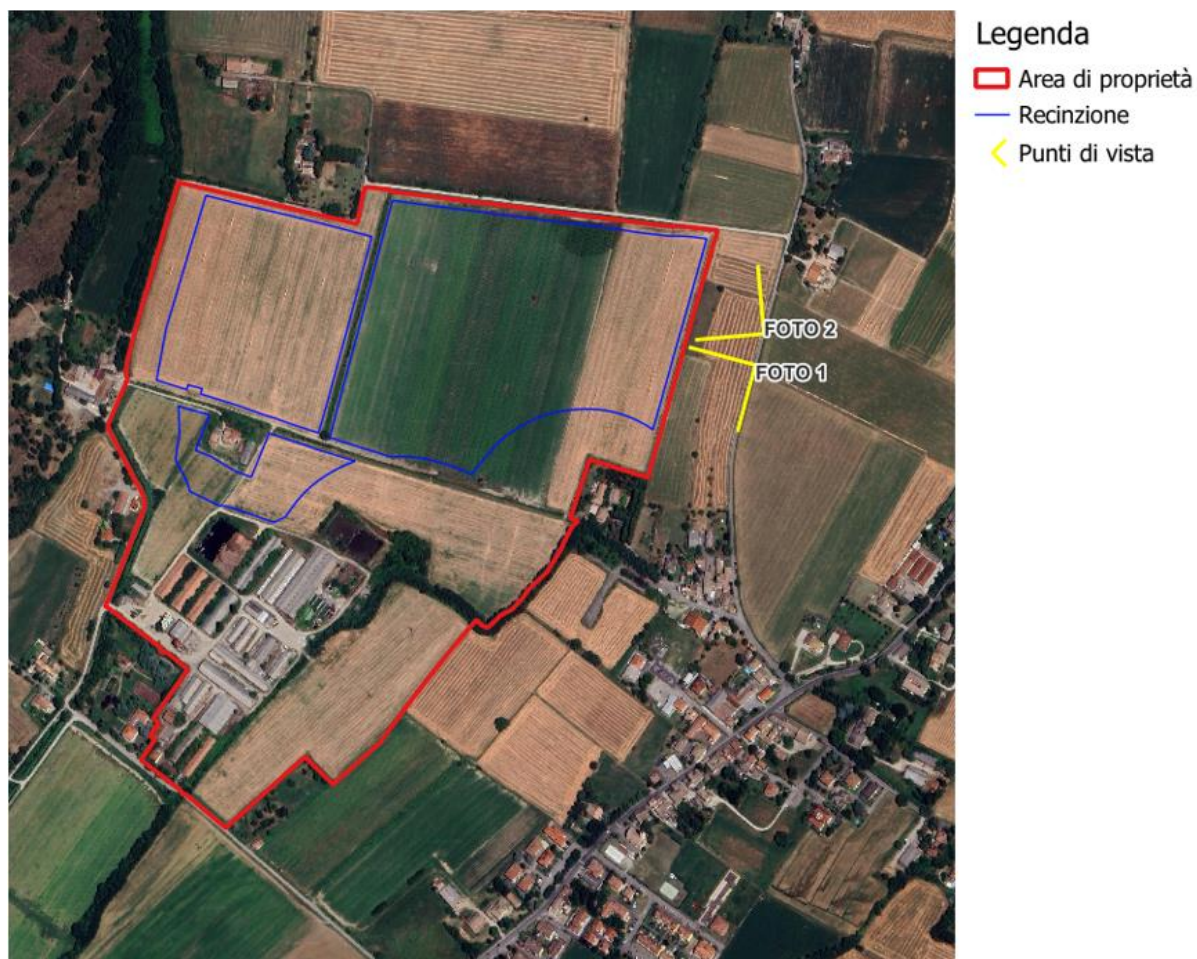 Legenda
Area di proprietà
Recinzione
Punti di vista
FOTO 2
FOTO 1